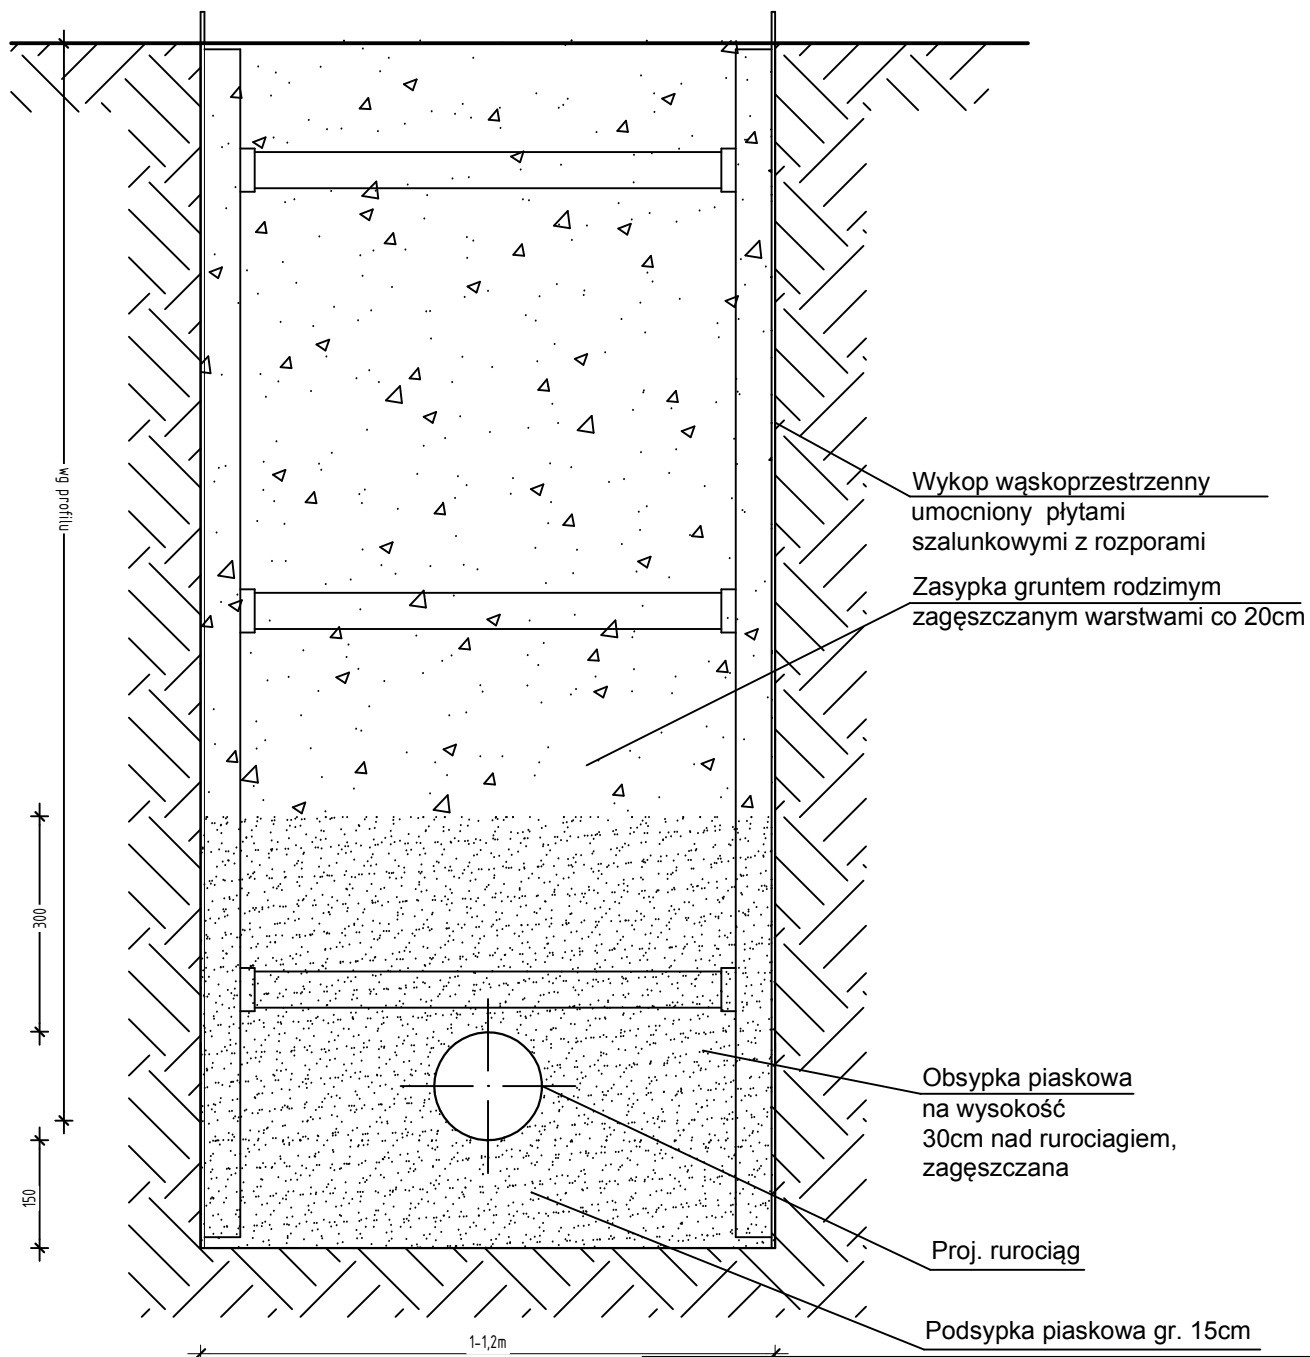 Wykop wąskoprzestrzenny
umocniony płytami
szalunkowymi z rozporami
Zasypka gruntem rodzimym
zagęszczanym warstwami co 20cm
wg profilu
300
Obsypka piaskowa
na wysokość
30cm nad rurociagiem,
zagęszczana
150
Proj. rurociąg
Podsypka piaskowa gr. 15cm
1-1,2m